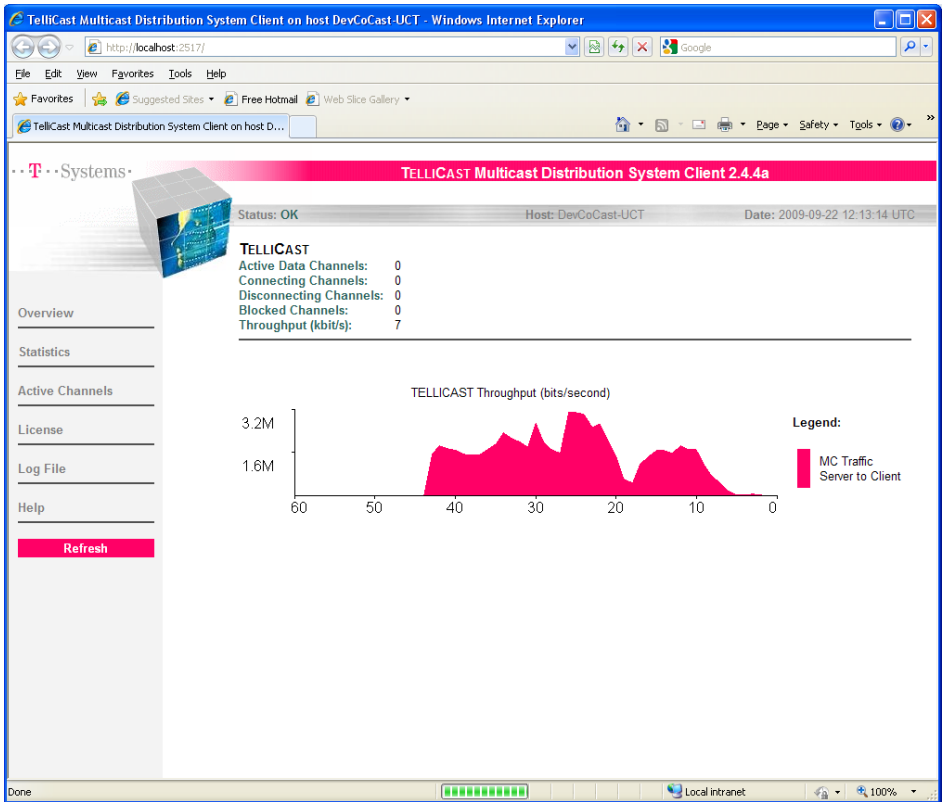 TelliCast Multicast Distribution System Client on host DevCoCast-UCT - Windows Internet Explorer
http://localhost:2517/
Google
File Edit View Favorites Tools Help
Favorites Suggested Sites Free Hotmail Web Slice Gallery
TelliCast Multicast Distribution System Client on host D...
Page Safety Tools »
· · T · · Systems ·
TELLICAST Multicast Distribution System Client 2.4.4a
Status: OK Host: DevCoCast-UCT Date: 2009-09-22 12:13:14 UTC
TELLICAST
Active Data Channels: 0
Connecting Channels: 0
Disconnecting Channels: 0
Blocked Channels: 0
Throughput (kbit/s): 7
Overview
Statistics
Active Channels
License
Log File
Help
Refresh
TELLICAST Throughput (bits/second)
3.2M
1.6M
60 50 40 30 20 10 0
Legend:
MC Traffic
Server to Client
Done Local intranet 100%